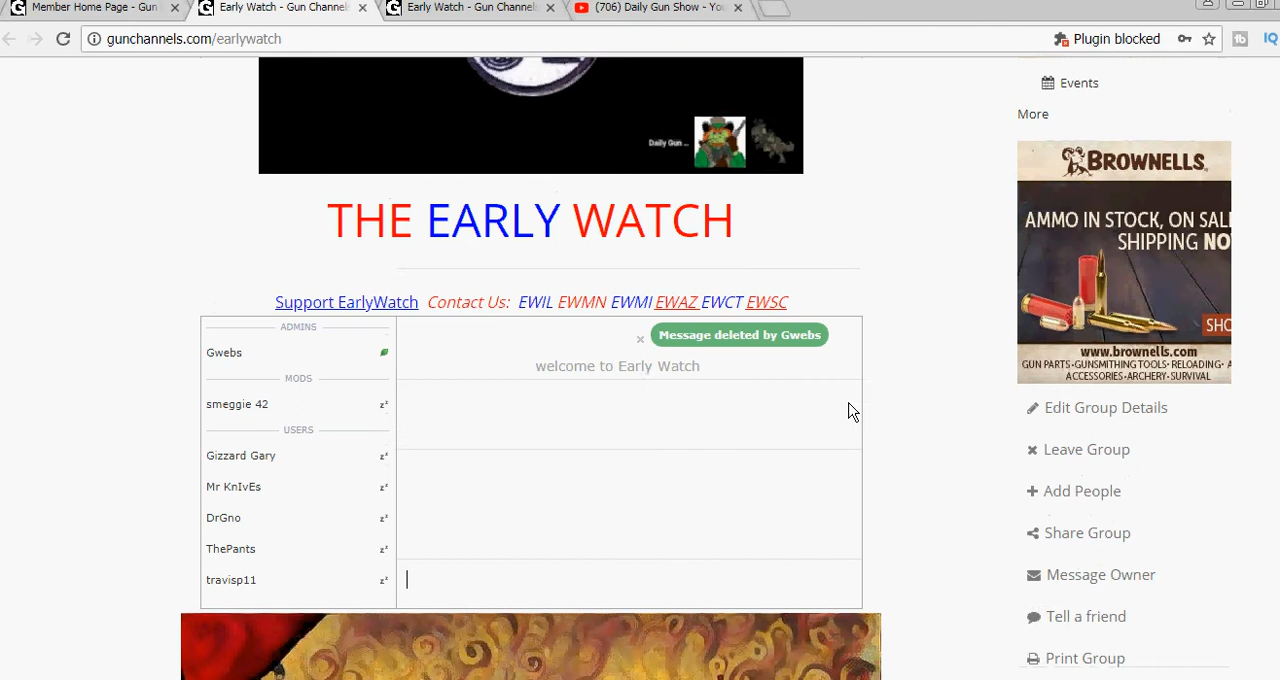 Member Home Page - Gun
Early Watch - Gun Channels
Early Watch - Gun Channels
(706) Daily Gun Show - You
gunchannels.com/earlywatch
Plugin blocked
Events
More
Daily Gun ...
BROWNELLS
AMMO IN STOCK, ON SAL
SHIPPING NO
SHO
www.brownells.com
GUN PARTS·GUNSMITHING TOOLS· RELOADING·
ACCESSORIES·ARCHERY·SURVIVAL
THE EARLY WATCH
Support EarlyWatch Contact Us: EWIL EWMN EWMI EWAZ EWCT EWSC
ADMINS
Gwebs
MODS
smeggie 42
USERS
Gizzard Gary
Mr KnIvEs
DrGno
ThePants
travisp11
Message deleted by Gwebs
welcome to Early Watch
Edit Group Details
Leave Group
Add People
Share Group
Message Owner
Tell a friend
Print Group